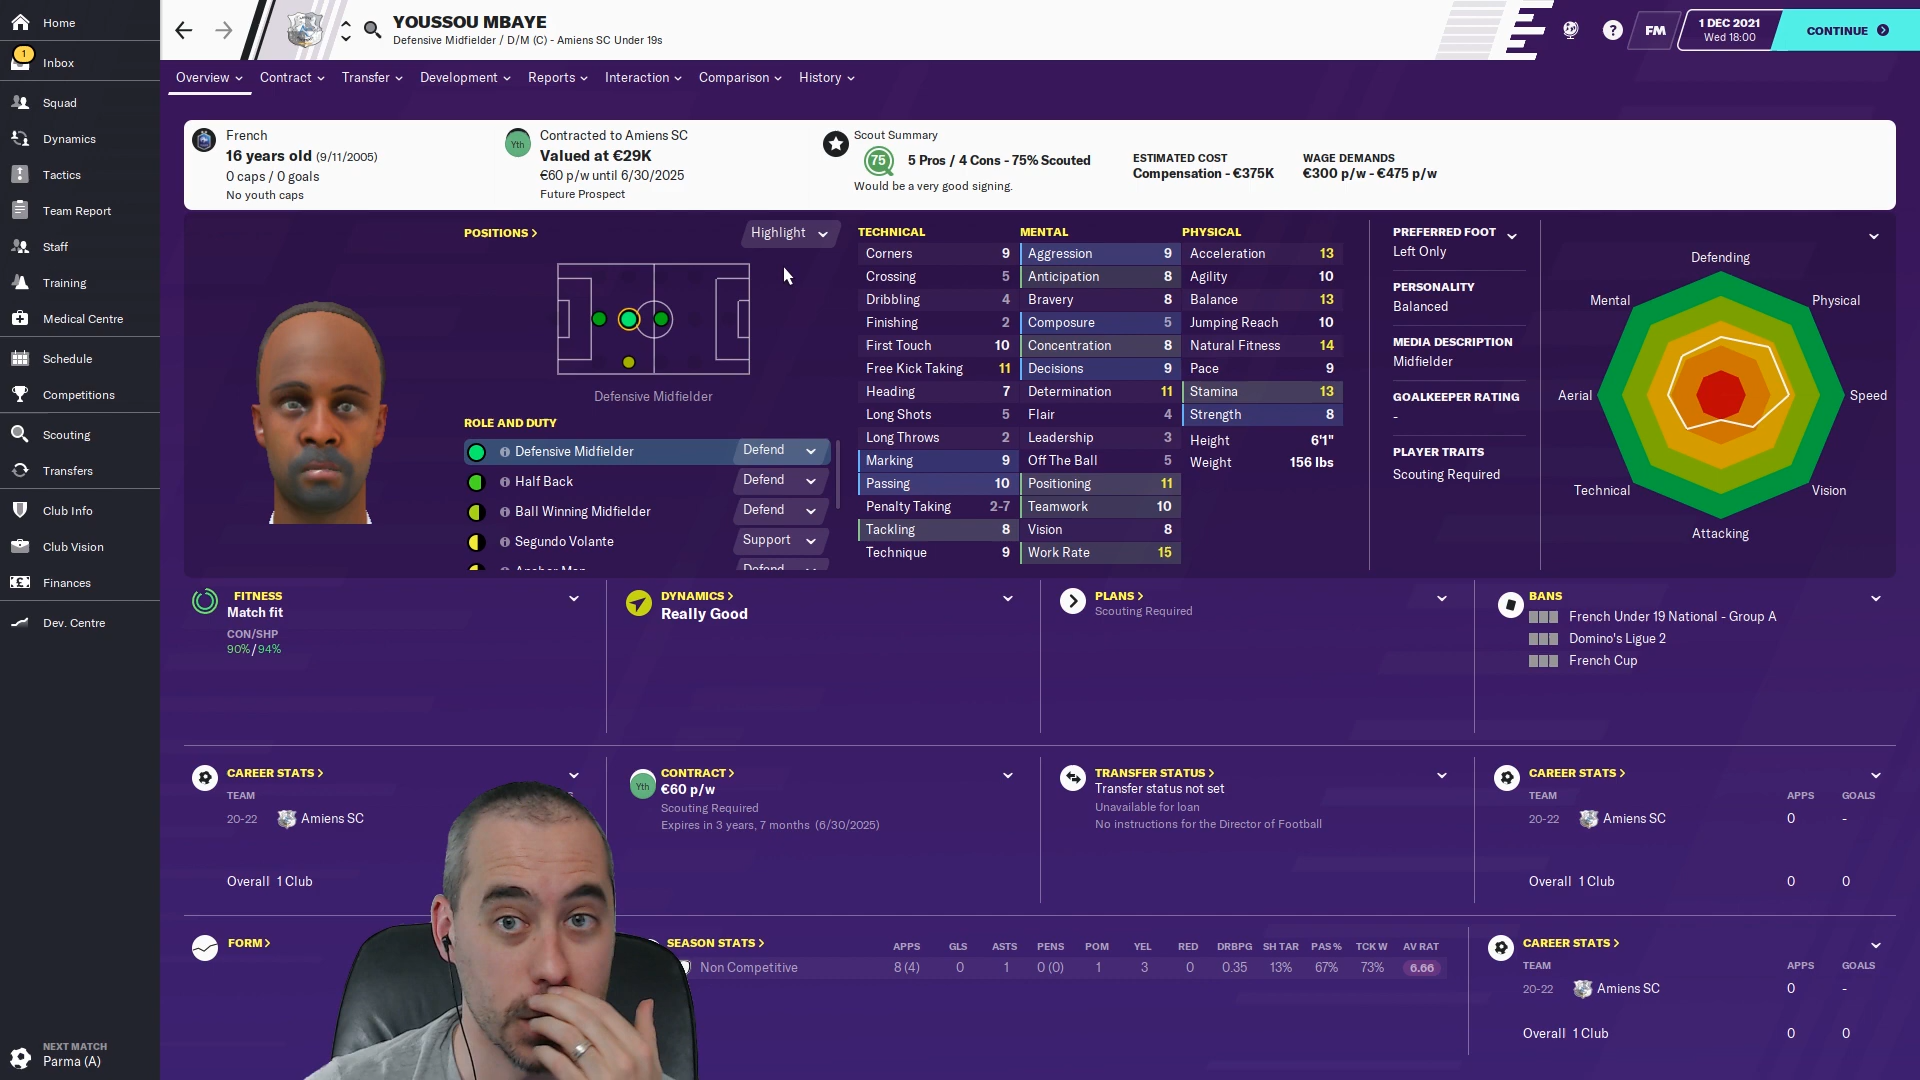 Home
1
Inbox
Squad
Dynamics
Tactics
Team Report
Staff
Training
Medical Centre
Schedule
Competitions
Scouting
Transfers
Club Info
Club Vision
Finances
Dev. Centre
NEXT MATCH
Parma (A)
YOUSSOU MBAYE
Defensive Midfielder / D/M (C) - Amiens SC Under 19s
?
FM
1 DEC 2021
Wed 18:00
CONTINUE
Overview
Contract
Transfer
Development
Reports
Interaction
Comparison
History
French
16 years old (9/11/2005)
0 caps / 0 goals
No youth caps
Yth
Contracted to Amiens SC
Valued at €29K
€60 p/w until 6/30/2025
Future Prospect
Scout Summary
75
5 Pros / 4 Cons - 75% Scouted
Would be a very good signing.
ESTIMATED COST
Compensation - €375K
WAGE DEMANDS
€300 p/w - €475 p/w
POSITIONS >
Highlight
Defensive Midfielder
ROLE AND DUTY
Defensive Midfielder Defend
Half Back Defend
Ball Winning Midfielder Defend
Segundo Volante Support
Anchor Man Defend
TECHNICAL
Corners 9
Crossing 5
Dribbling 4
Finishing 2
First Touch 10
Free Kick Taking 11
Heading 7
Long Shots 5
Long Throws 2
Marking 9
Passing 10
Penalty Taking 2-7
Tackling 8
Technique 9
MENTAL
Aggression 9
Anticipation 8
Bravery 8
Composure 5
Concentration 8
Decisions 9
Determination 11
Flair 4
Leadership 3
Off The Ball 5
Positioning 11
Teamwork 10
Vision 8
Work Rate 15
PHYSICAL
Acceleration 13
Agility 10
Balance 13
Jumping Reach 10
Natural Fitness 14
Pace 9
Stamina 13
Strength 8
Height 6'1"
Weight 156 lbs
PREFERRED FOOT
Left Only
PERSONALITY
Balanced
MEDIA DESCRIPTION
Midfielder
GOALKEEPER RATING
-
PLAYER TRAITS
Scouting Required
Defending
Physical
Speed
Vision
Attacking
Technical
Aerial
Mental
FITNESS
Match fit
CON/SHP
90%/94%
DYNAMICS >
Really Good
PLANS >
Scouting Required
BANS
French Under 19 National - Group A
Domino's Ligue 2
French Cup
CAREER STATS >
TEAM
20-22 Amiens SC
Overall 1 Club
Yth
CONTRACT >
€60 p/w
Scouting Required
Expires in 3 years, 7 months (6/30/2025)
TRANSFER STATUS >
Transfer status not set
Unavailable for loan
No instructions for the Director of Football
CAREER STATS >
TEAM APPS GOALS
20-22 Amiens SC 0 -
Overall 1 Club 0 0
FORM >
SEASON STATS > APPS GLS ASTS PENS POM YEL RED DRBPG SH TAR PAS % TCK W AV RAT
Non Competitive 8 (4) 0 1 0 (0) 1 3 0 0.35 13% 67% 73% 6.66
CAREER STATS >
TEAM APPS GOALS
20-22 Amiens SC 0 -
Overall 1 Club 0 0